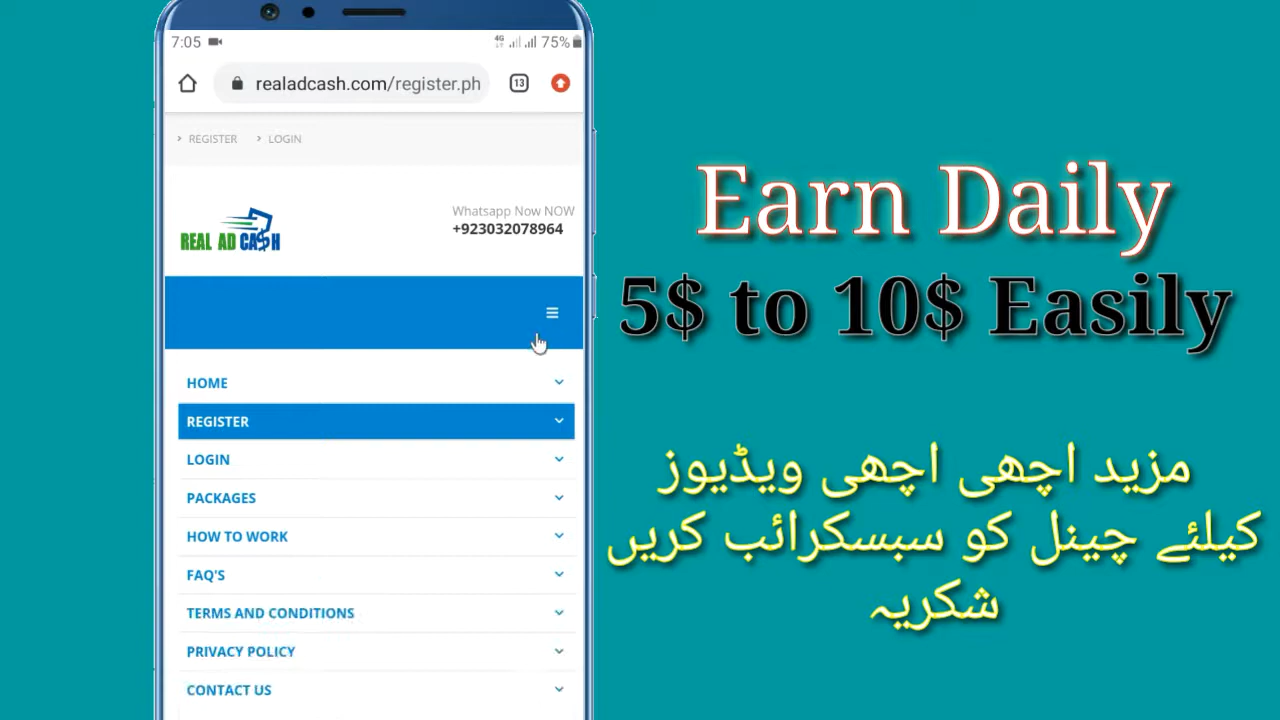 7:05
4G 75%
realadcash.com/register.ph
13
REGISTER LOGIN
Whatsapp Now NOW
+923032078964
REAL AD CASH
HOME
REGISTER
LOGIN
PACKAGES
HOW TO WORK
FAQ'S
TERMS AND CONDITIONS
PRIVACY POLICY
CONTACT US
Earn Daily
5$ to 10$ Easily
مزید اچھی اچھی ویڈیوز
کیلئے چینل کو سبسکرائب کریں
شکریہ